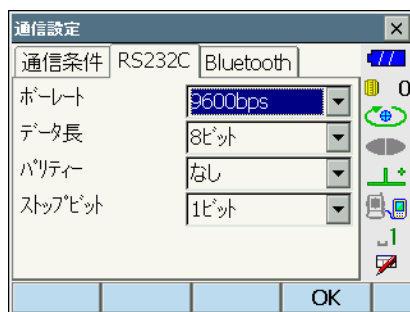 通信設定
通信条件 RS232C Bluetooth
ﾎﾞｰﾚｰﾄ 9600bps
ﾃﾞｰﾀ長 8ﾋﾞｯﾄ
ﾊﾟﾘﾃｨｰ なし
ｽﾄｯﾌﾟﾋﾞｯﾄ 1ﾋﾞｯﾄ
0
1
OK